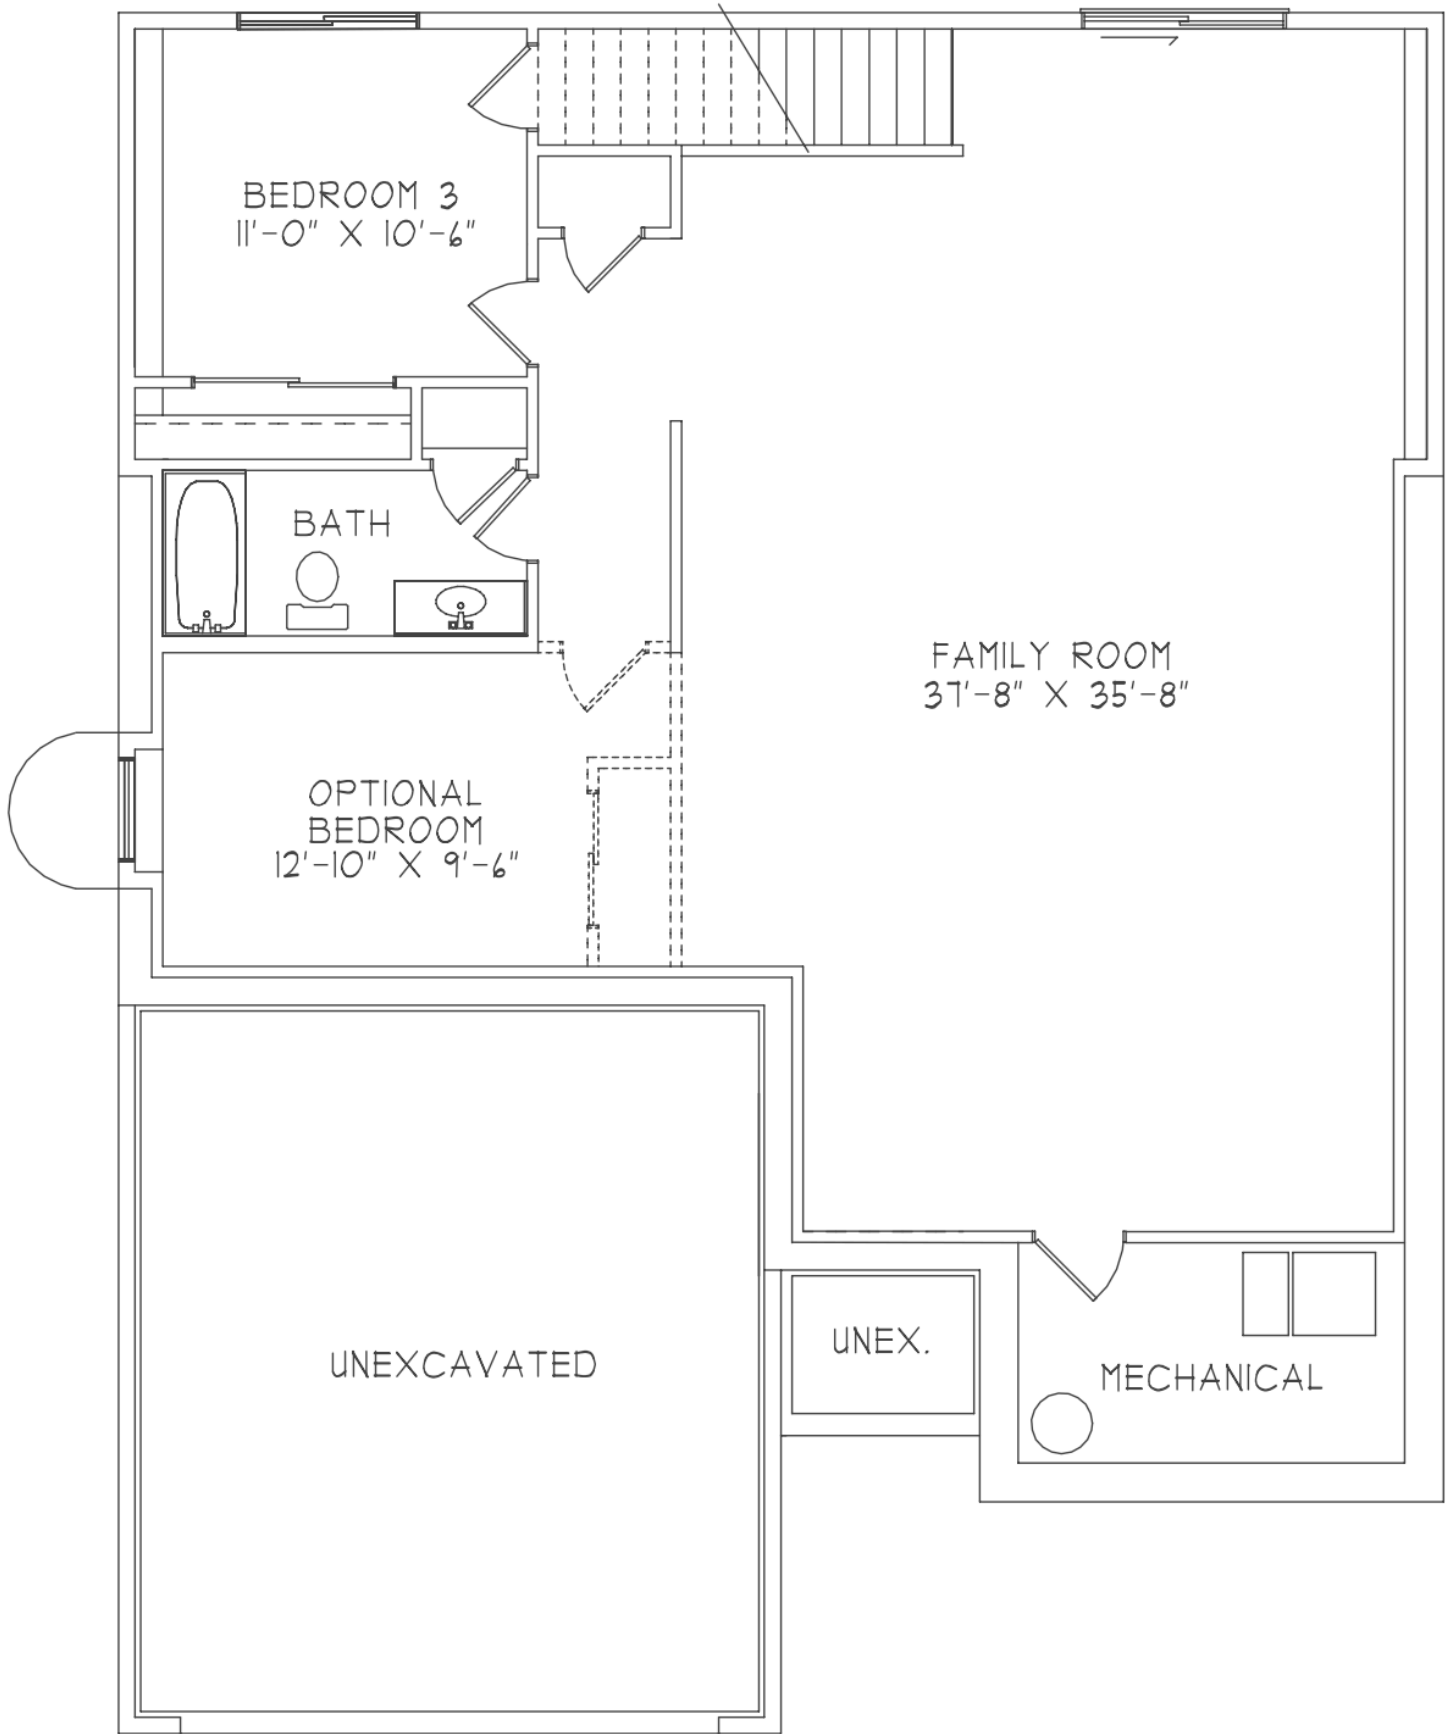 BEDROOM 3
11'-0" X 10'-6"
BATH
FAMILY ROOM
37'-8" X 35'-8"
OPTIONAL
BEDROOM
12'-10" X 9'-6"
UNEX.
UNEXCAVATED
MECHANICAL